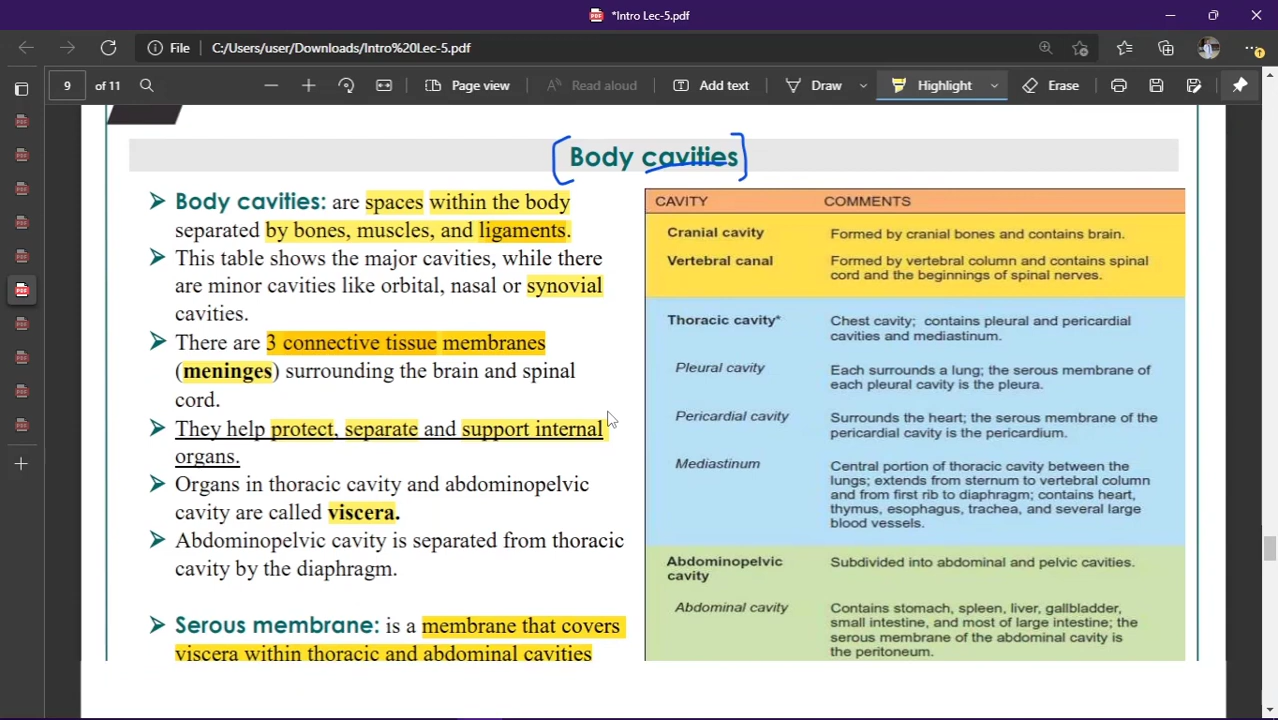 *Intro Lec-5.pdf
File C:/Users/user/Downloads/Intro%20Lec-5.pdf
9 of 11 Page view Read aloud Add text Draw Highlight Erase
Body cavities
Body cavities: are spaces within the body
separated by bones, muscles, and ligaments.
This table shows the major cavities, while there
are minor cavities like orbital, nasal or synovial
cavities.
There are 3 connective tissue membranes
(meninges) surrounding the brain and spinal
cord.
They help protect, separate and support internal
organs.
Organs in thoracic cavity and abdominopelvic
cavity are called viscera.
Abdominopelvic cavity is separated from thoracic
cavity by the diaphragm.
Serous membrane: is a membrane that covers
viscera within thoracic and abdominal cavities
CAVITY COMMENTS
Cranial cavity Formed by cranial bones and contains brain.
Vertebral canal Formed by vertebral column and contains spinal
cord and the beginnings of spinal nerves.
Thoracic cavity* Chest cavity; contains pleural and pericardial
cavities and mediastinum.
Pleural cavity Each surrounds a lung; the serous membrane of
each pleural cavity is the pleura.
Pericardial cavity Surrounds the heart; the serous membrane of the
pericardial cavity is the pericardium.
Mediastinum Central portion of thoracic cavity between the
lungs; extends from sternum to vertebral column
and from first rib to diaphragm; contains heart,
thymus, esophagus, trachea, and several large
blood vessels.
Abdominopelvic Subdivided into abdominal and pelvic cavities.
cavity
Abdominal cavity Contains stomach, spleen, liver, gallbladder,
small intestine, and most of large intestine; the
serous membrane of the abdominal cavity is
the peritoneum.